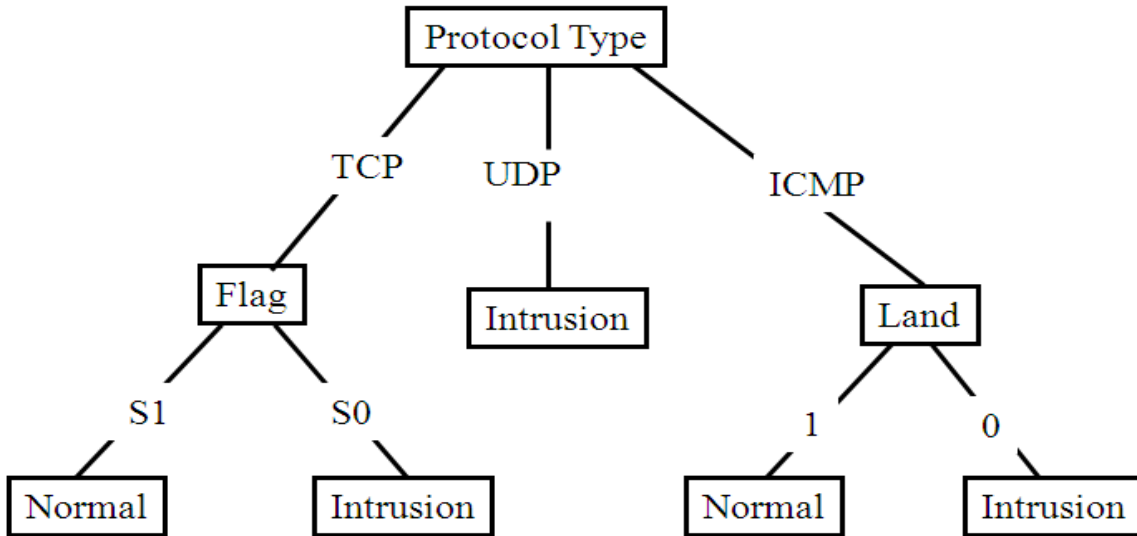 Protocol Type
TCP
UDP
ICMP
Flag
Intrusion
Land
S1
S0
1
0
Normal
Intrusion
Normal
Intrusion